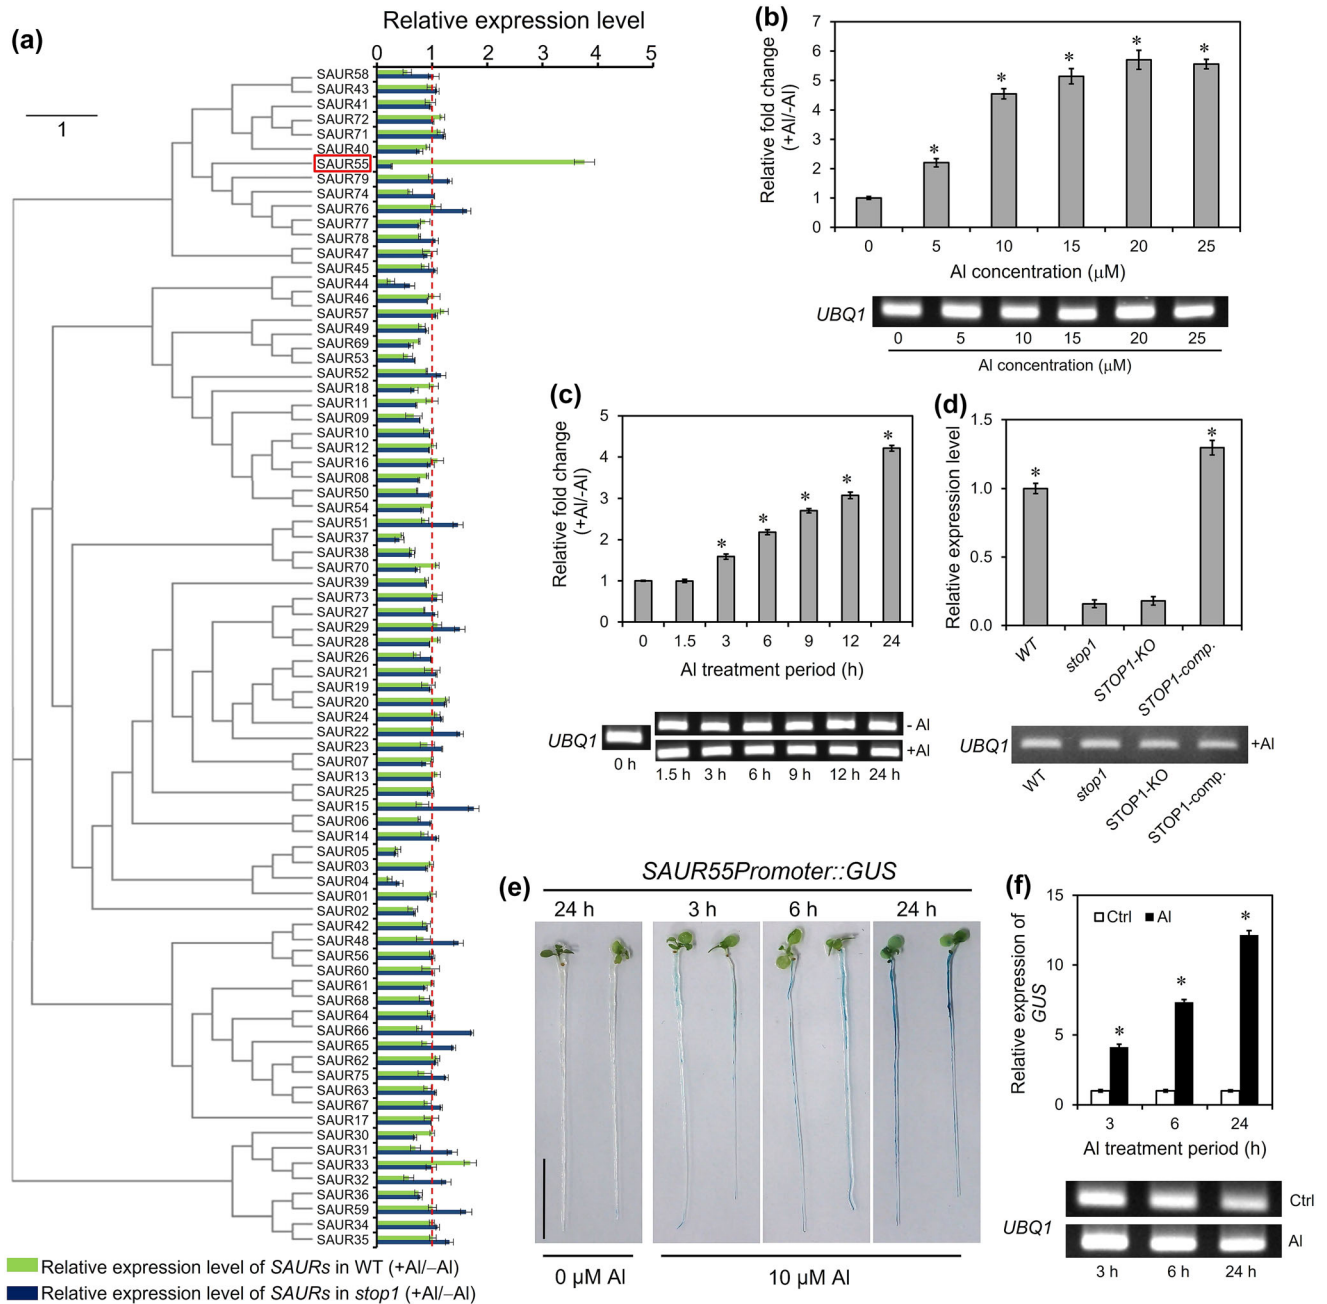 (a)
Relative expression level
0 1 2 3 4 5
1
SAUR58
SAUR43
SAUR41
SAUR72
SAUR71
SAUR40
SAUR55
SAUR79
SAUR74
SAUR76
SAUR77
SAUR78
SAUR47
SAUR45
SAUR44
SAUR46
SAUR57
SAUR49
SAUR69
SAUR53
SAUR52
SAUR18
SAUR11
SAUR09
SAUR10
SAUR12
SAUR16
SAUR08
SAUR50
SAUR54
SAUR51
SAUR37
SAUR38
SAUR70
SAUR39
SAUR73
SAUR27
SAUR29
SAUR28
SAUR26
SAUR21
SAUR19
SAUR20
SAUR24
SAUR22
SAUR23
SAUR07
SAUR13
SAUR25
SAUR15
SAUR06
SAUR14
SAUR05
SAUR03
SAUR04
SAUR01
SAUR02
SAUR42
SAUR48
SAUR56
SAUR60
SAUR61
SAUR68
SAUR64
SAUR66
SAUR65
SAUR62
SAUR75
SAUR63
SAUR67
SAUR17
SAUR30
SAUR31
SAUR33
SAUR32
SAUR36
SAUR59
SAUR34
SAUR35
Relative expression level of SAURs in WT (+Al/–Al)
Relative expression level of SAURs in stop1 (+Al/–Al)
(b)
Relative fold change
(+Al/-Al)
7
6
5
4
3
2
1
0
* * * * *
0 5 10 15 20 25
Al concentration (µM)
UBQ1
0 5 10 15 20 25
Al concentration (µM)
(c)
Relative fold change
(+Al/-Al)
5
4
3
2
1
0
* * * * *
0 1.5 3 6 9 12 24
Al treatment period (h)
UBQ1
- Al
+Al
0 h
1.5 h 3 h 6 h 9 h 12 h 24 h
(d)
Relative expression level
1.5
1.0
0.5
0.0
* *
WT stop1 STOP1-KO STOP1-comp.
UBQ1
+Al
WT stop1 STOP1-KO STOP1-comp.
(e)
SAUR55Promoter::GUS
24 h 3 h 6 h 24 h
0 µM Al 10 µM Al
(f)
Relative expression of
GUS
15
10
5
0
Ctrl Al
* * *
3 6 24
Al treatment period (h)
UBQ1
Ctrl
Al
3 h 6 h 24 h